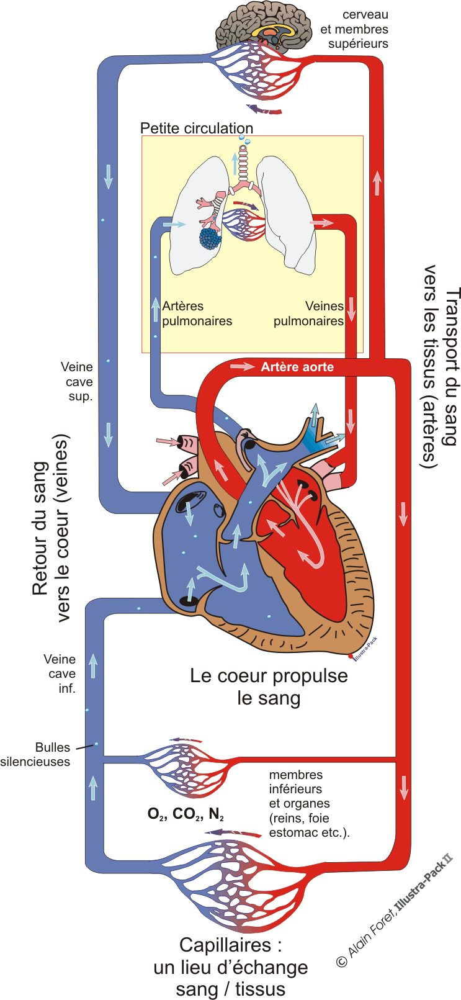 cerveau
et membres
supérieurs
Petite circulation
Artères
pulmonaires
Veines
pulmonaires
Transport du sang
vers les tissus (artères)
Veine
cave
sup.
Artère aorte
Retour du sang
vers le coeur (veines)
Illustra-Pack
Veine
cave
inf.
Le coeur propulse
le sang
Bulles
silencieuses
membres
inférieurs
et organes
(reins, foie
estomac etc.).
O₂, CO₂, N₂
© Alain Foret, Illustra-Pack II
Capillaires :
un lieu d'échange
sang / tissus